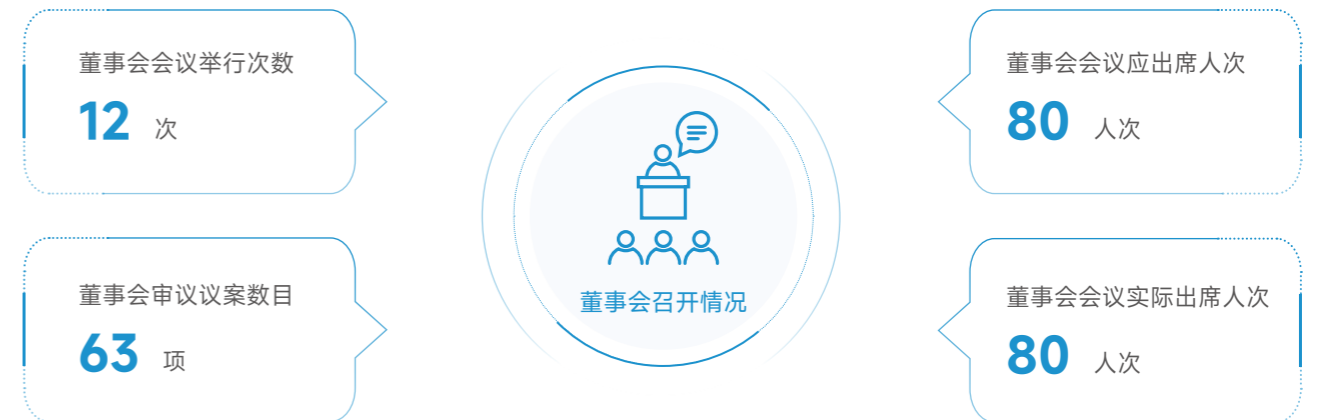 董事会会议举行次数
12 次
董事会审议议案数目
63 项
董事会召开情况
董事会会议应出席人次
80 人次
董事会会议实际出席人次
80 人次